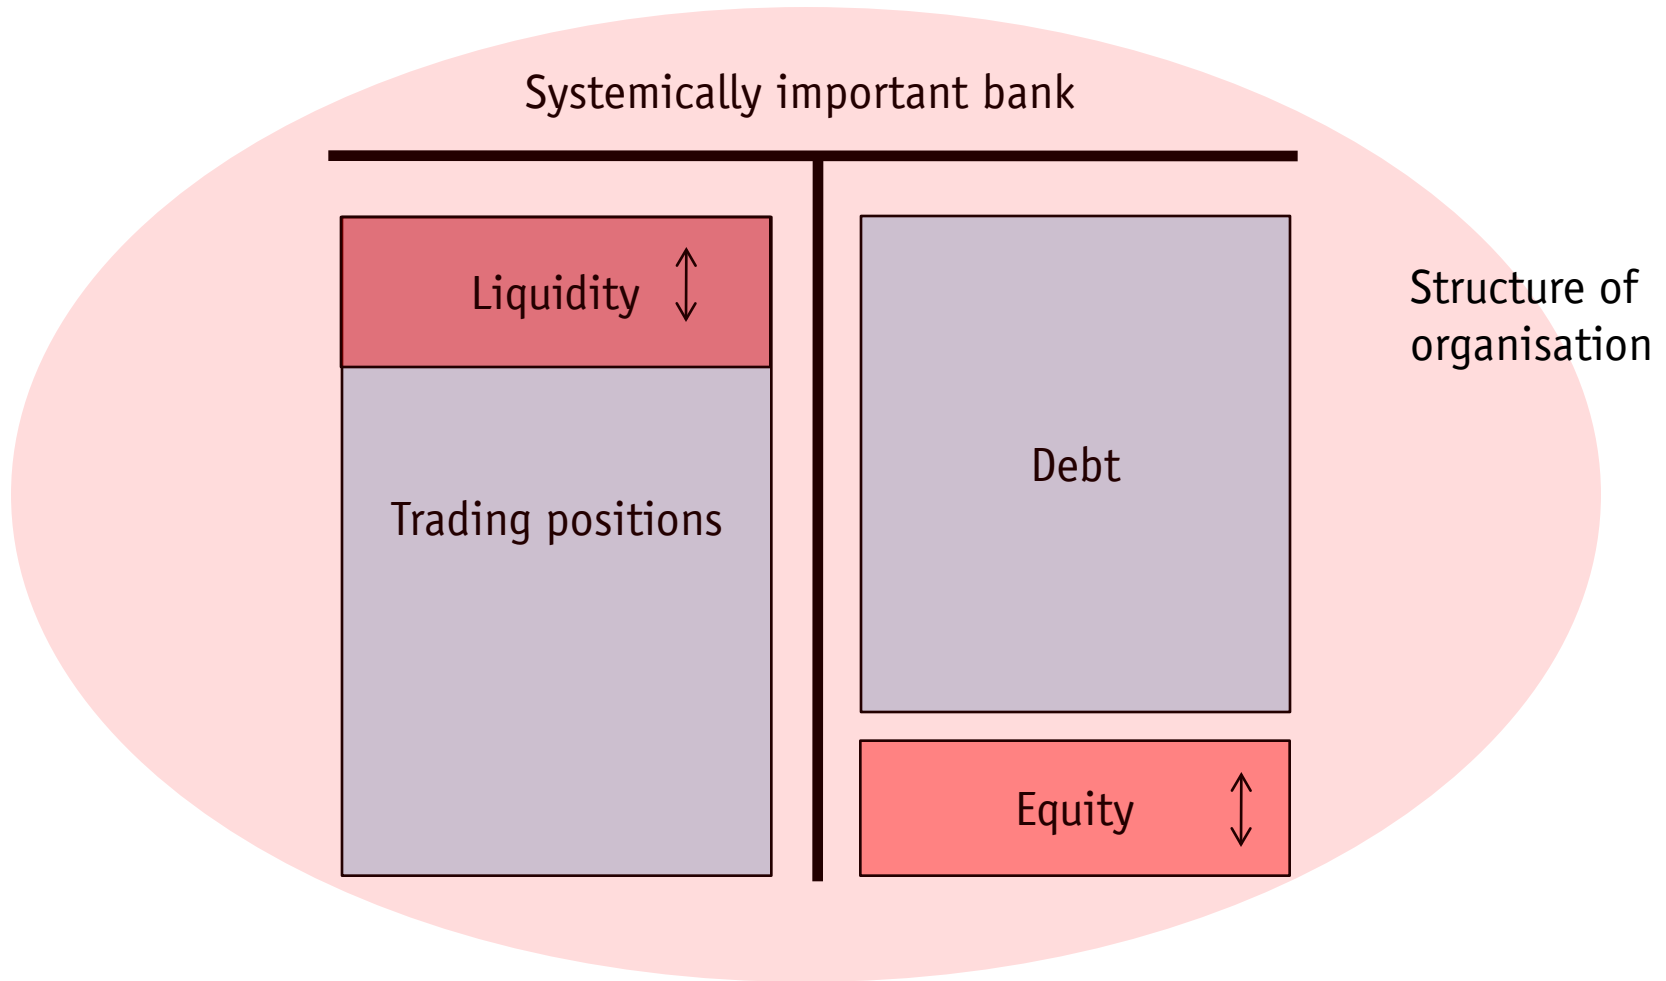 Systemically important bank
Liquidity
Trading positions
Debt
Equity
Structure of
organisation